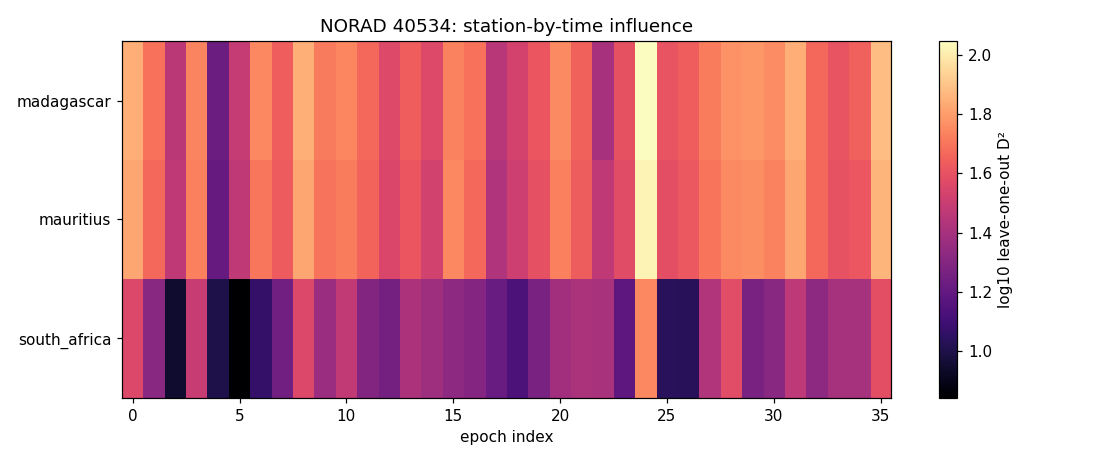 NORAD 40534: station-by-time influence
madagascar
mauritius
south_africa
0 5 10 15 20 25 30 35
epoch index
2.0
1.8
1.6
1.4
1.2
1.0
log10 leave-one-out D²